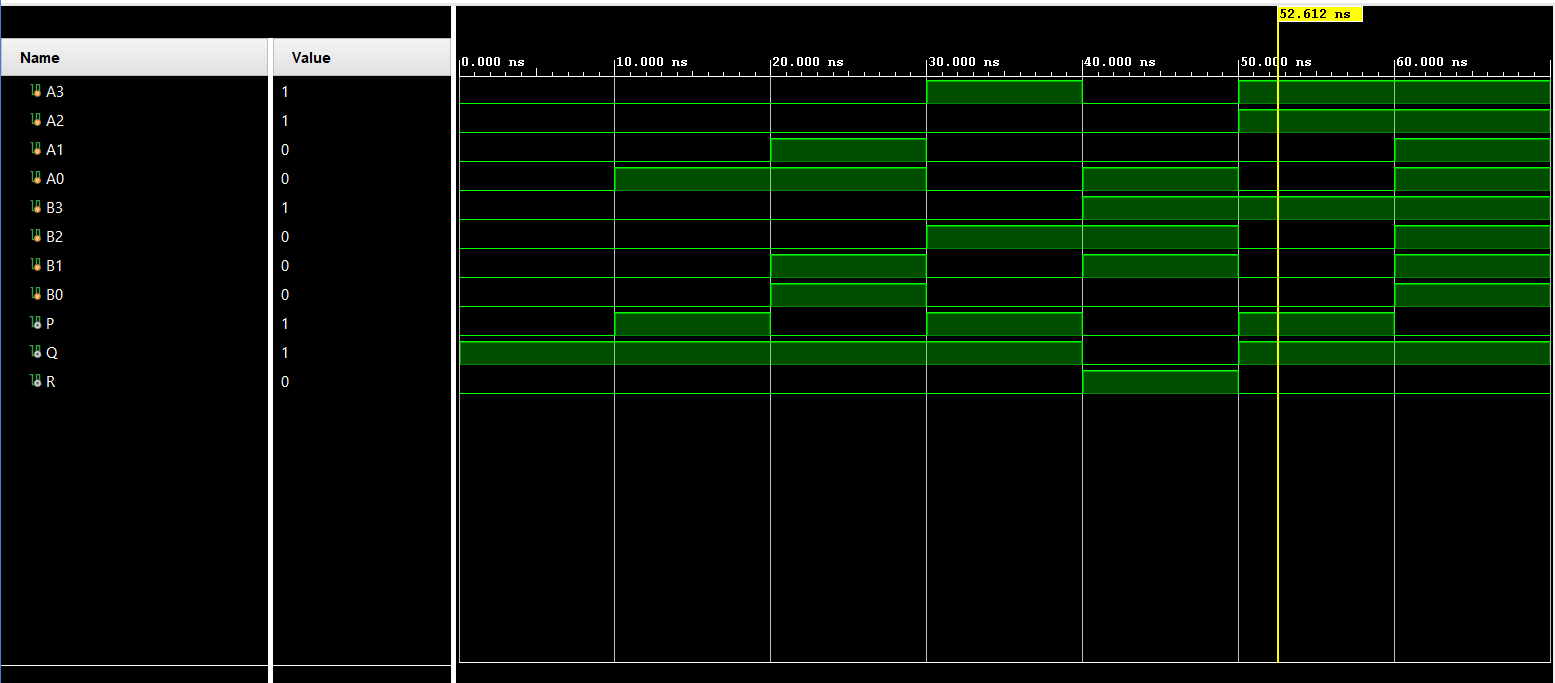 52.612 ns
Name Value
0.000 ns 10.000 ns 20.000 ns 30.000 ns 40.000 ns 50.000 ns 60.000 ns
A3 1
A2 1
A1 0
A0 0
B3 1
B2 0
B1 0
B0 0
P 1
Q 1
R 0